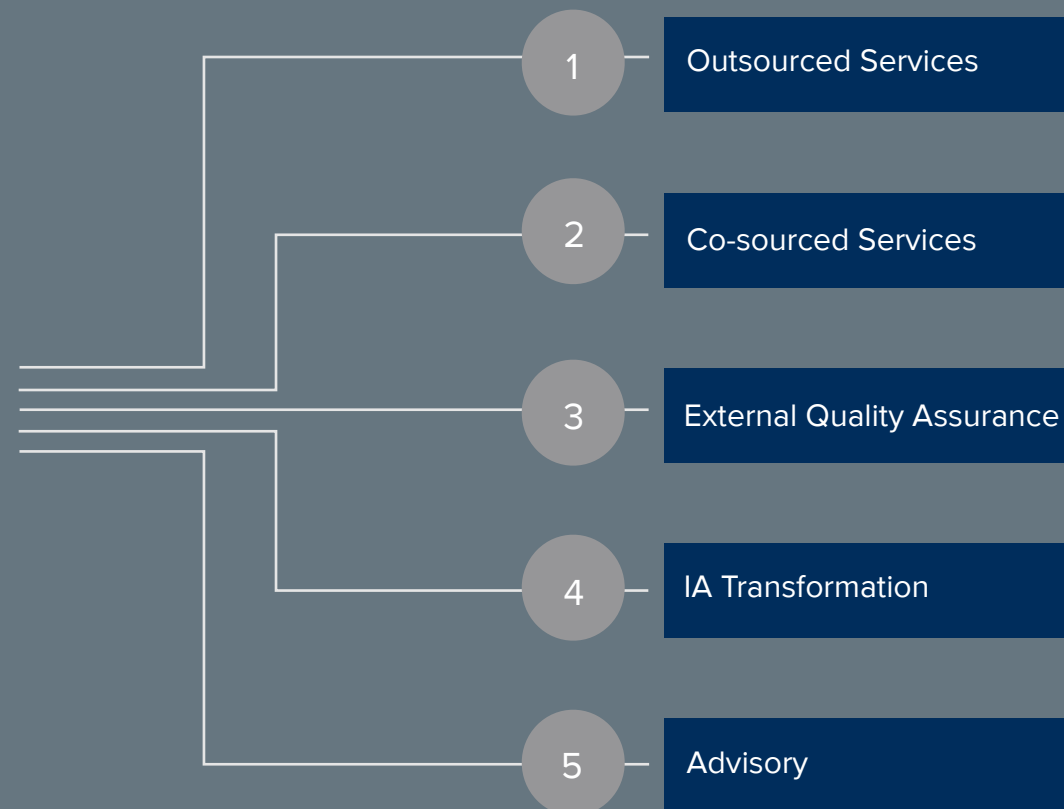 1 Outsourced Services
2 Co-sourced Services
3 External Quality Assurance
4 IA Transformation
5 Advisory